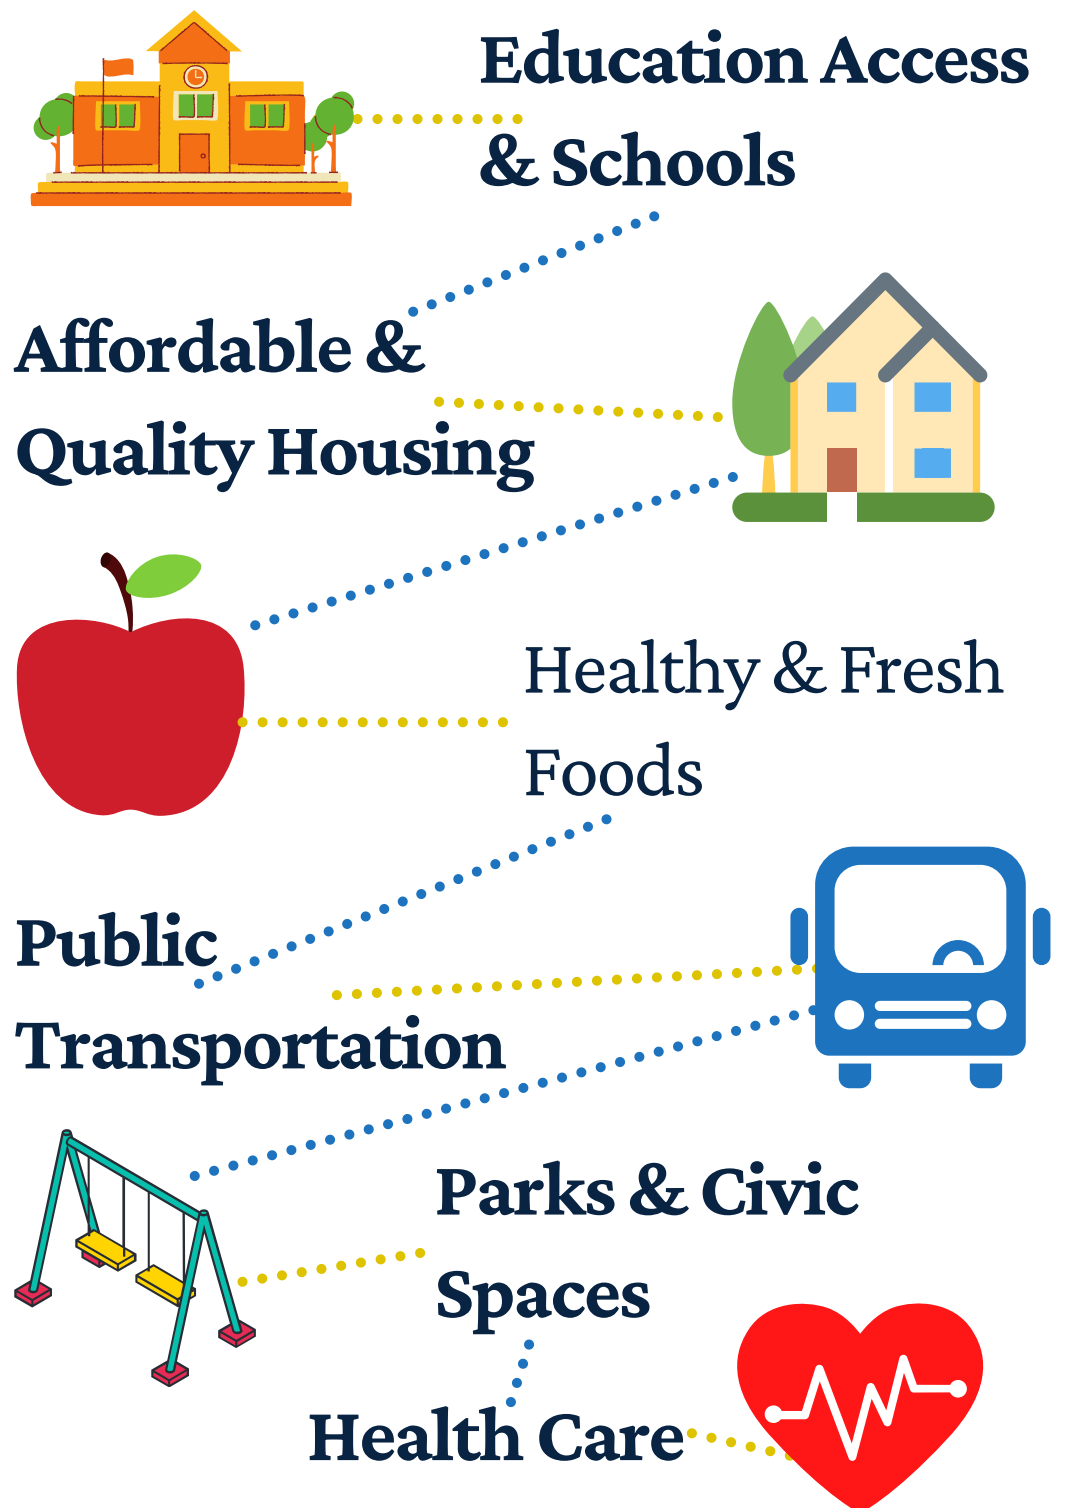 Education Access
& Schools
Affordable &
Quality Housing
Healthy & Fresh
Foods
Public
Transportation
Parks & Civic
Spaces
Health Care